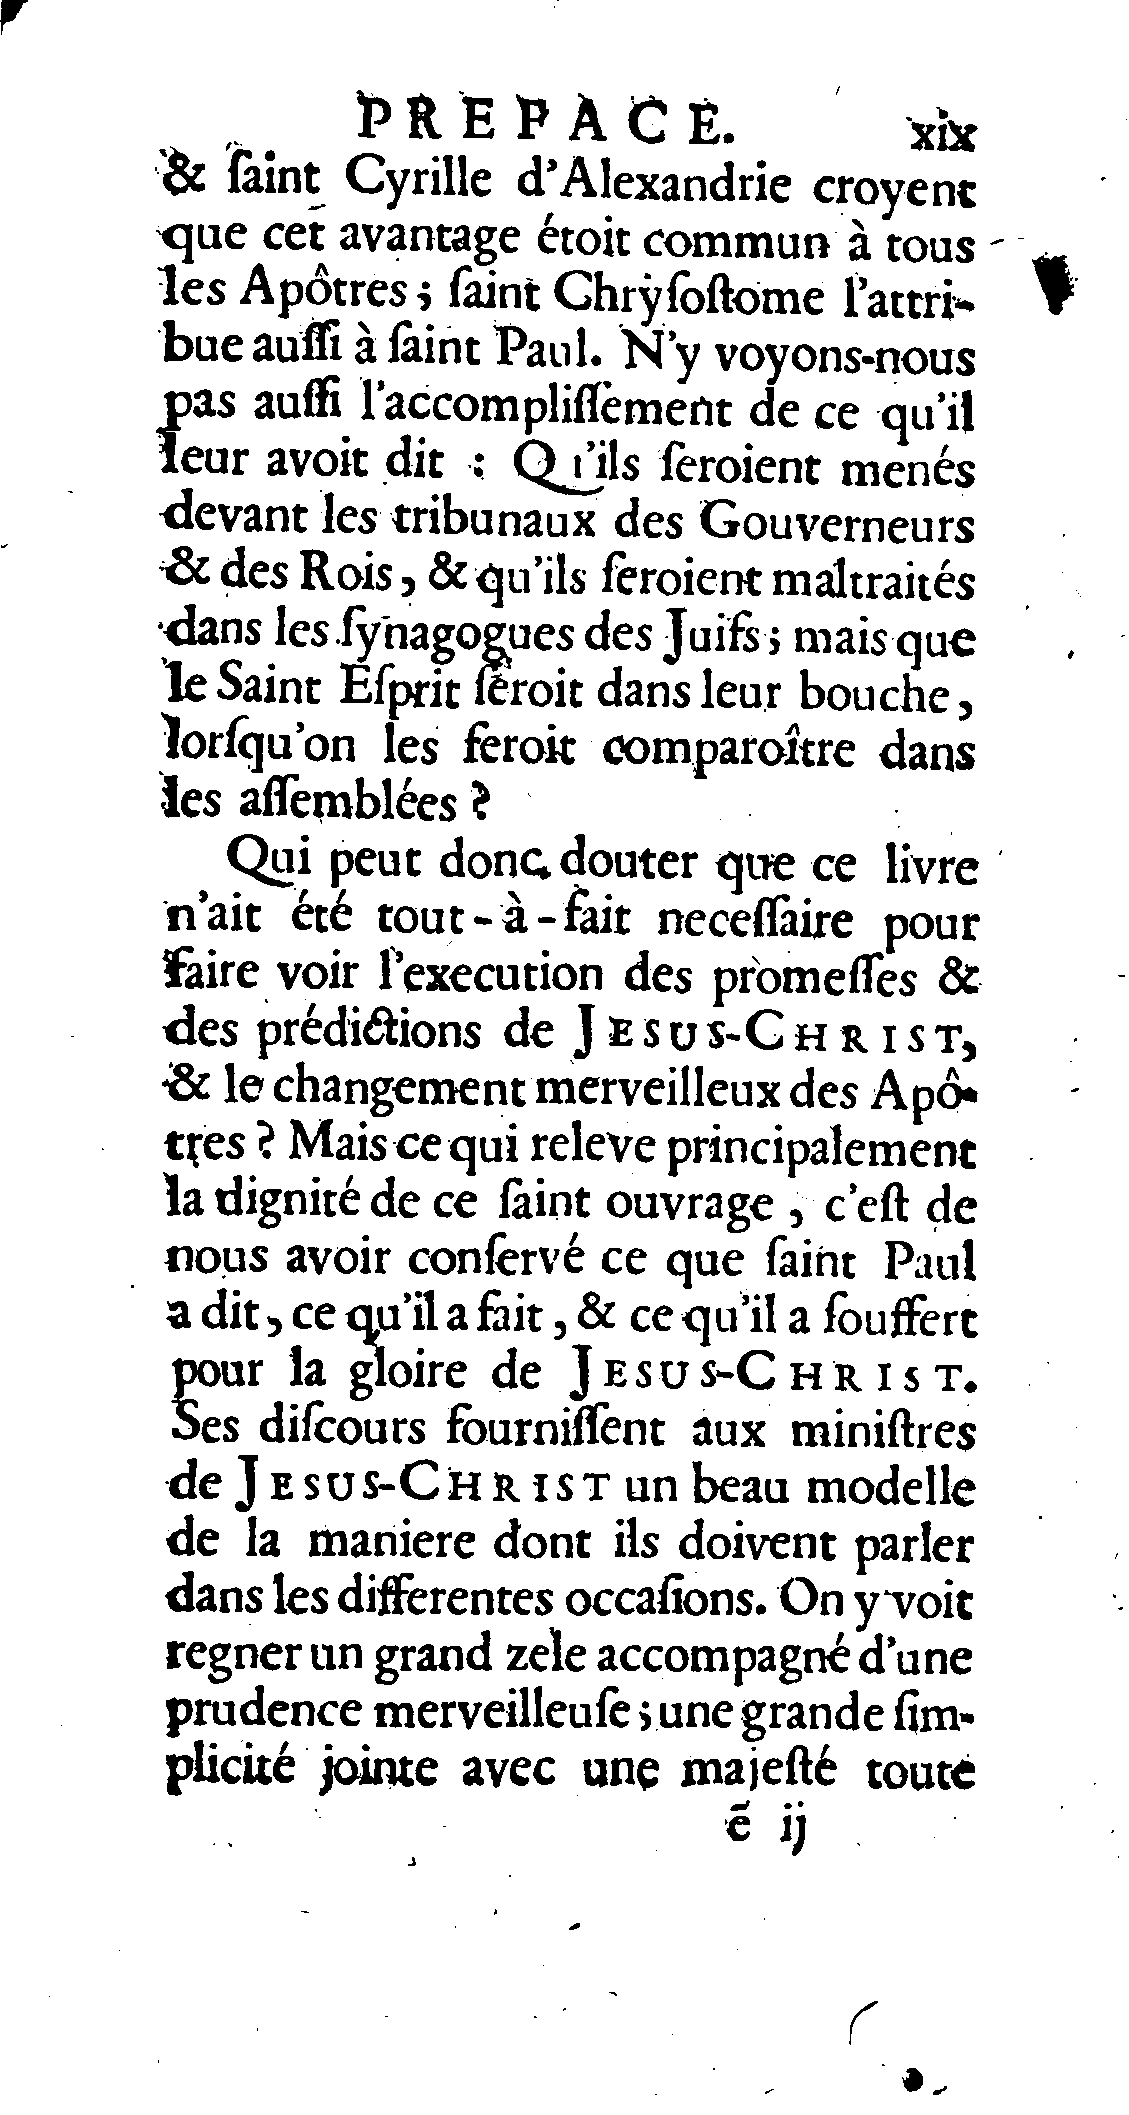 PREFACE. xix
& ſaint Cyrille d'Alexandrie croyent
que cet avantage étoit commun à tous
les Apôtres; ſaint Chryſoſtome l'attri-
bue auſſi à ſaint Paul. N'y voyons-nous
pas auſſi l'accompliſſement de ce qu'il
leur avoit dit : Qu'ils ſeroient menés
devant les tribunaux des Gouverneurs
& des Rois, & qu'ils ſeroient maltraités
dans les ſynagogues des Juifs; mais que
le Saint Eſprit ſeroit dans leur bouche,
lorſqu'on les feroit comparoître dans
les aſſemblées ?
Qui peut donc douter que ce livre
n'ait été tout-à-fait neceſſaire pour
faire voir l'execution des promeſſes &
des prédictions de JESUS-CHRIST,
& le changement merveilleux des Apô-
tres ? Mais ce qui releve principalement
la dignité de ce ſaint ouvrage, c'eſt de
nous avoir conſervé ce que ſaint Paul
a dit, ce qu'il a fait, & ce qu'il a ſouffert
pour la gloire de JESUS-CHRIST.
Ses diſcours fourniſſent aux miniſtres
de JESUS-CHRIST un beau modelle
de la maniere dont ils doivent parler
dans les differentes occaſions. On y voit
regner un grand zele accompagné d'une
prudence merveilleuſe; une grande ſim-
plicité jointe avec une majeſté toute
ē ij